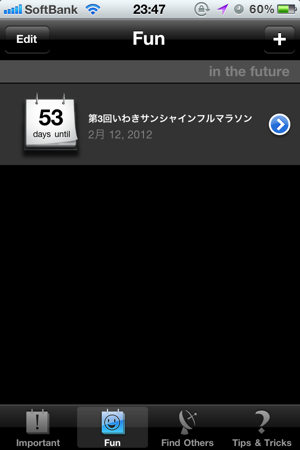 SoftBank 23:47 60%
Edit Fun +
in the future
53
days until
第3回いわきサンシャインフルマラソン
2月 12, 2012
Important Fun Find Others Tips & Tricks